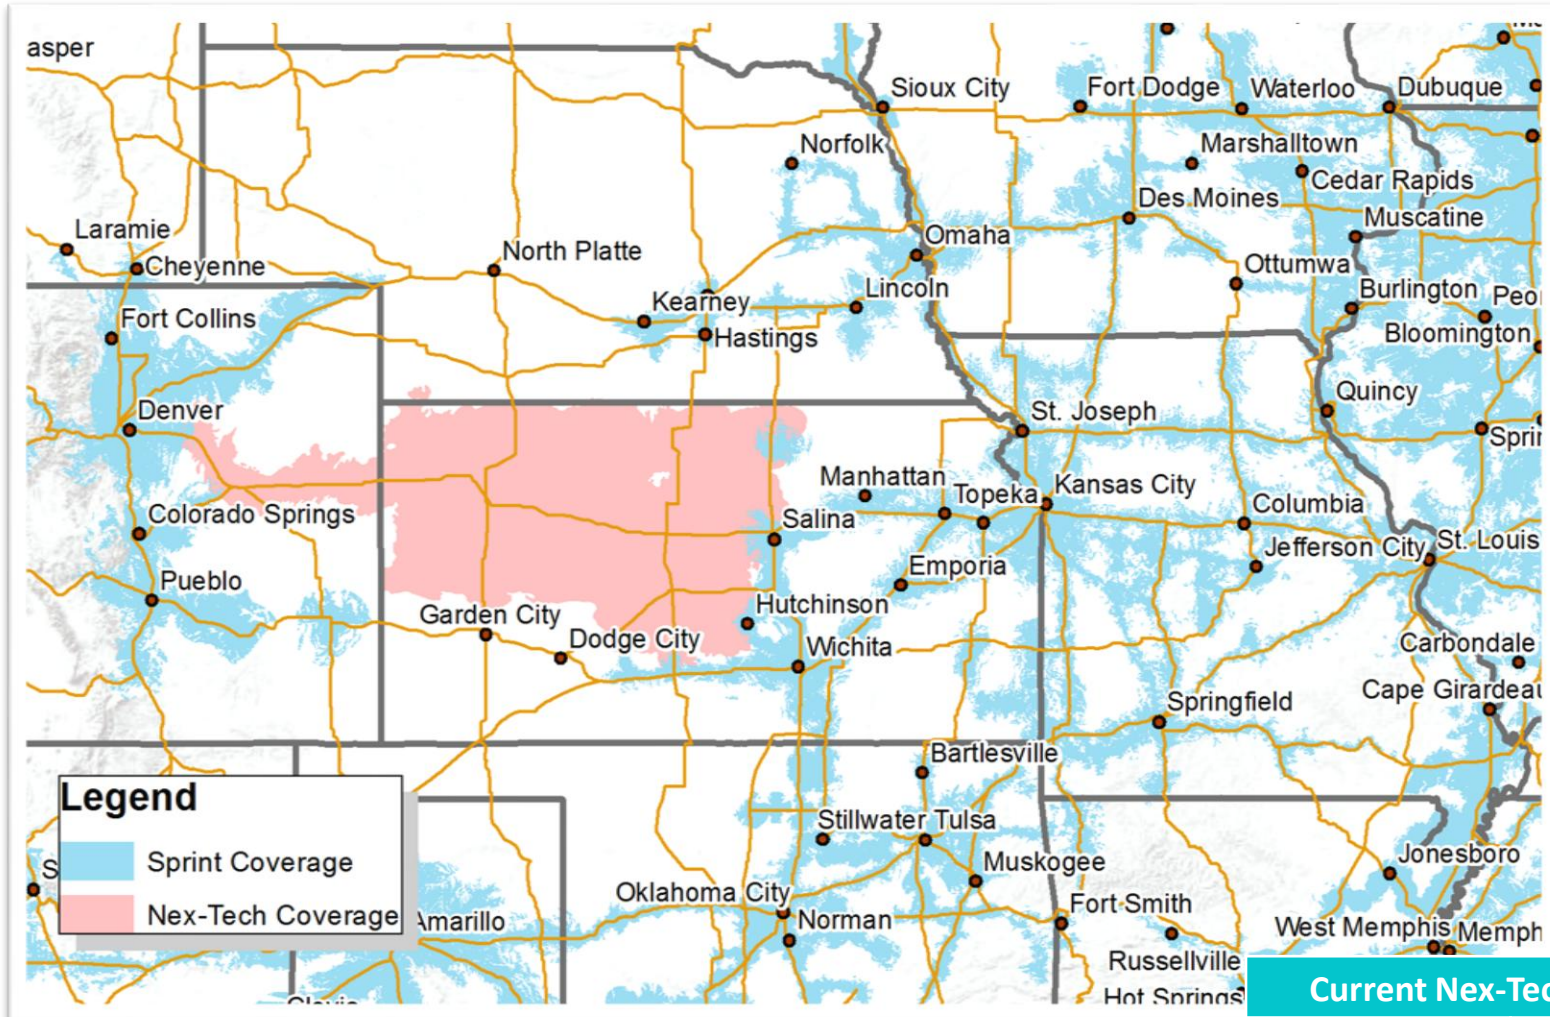 asper
Sioux City
Fort Dodge
Waterloo
Dubuque
Norfolk
Marshalltown
Cedar Rapids
Des Moines
Muscatine
Laramie
Cheyenne
North Platte
Omaha
Ottumwa
Lincoln
Burlington
Peo
Kearney
Fort Collins
Hastings
Bloomington
Quincy
Denver
St. Joseph
Sprin
Manhattan
Topeka
Kansas City
Columbia
Colorado Springs
Salina
Jefferson City
St. Louis
Pueblo
Emporia
Hutchinson
Garden City
Dodge City
Wichita
Carbondale
Cape Girardeau
Springfield
Bartlesville
Legend
Stillwater
Tulsa
Sprint Coverage
S
Muskogee
Jonesboro
Oklahoma City
Nex-Tech Coverage
Amarillo
Norman
Fort Smith
West Memphis
Memph
Russellville
Hot Springs
Clovis
Current Nex-Tec